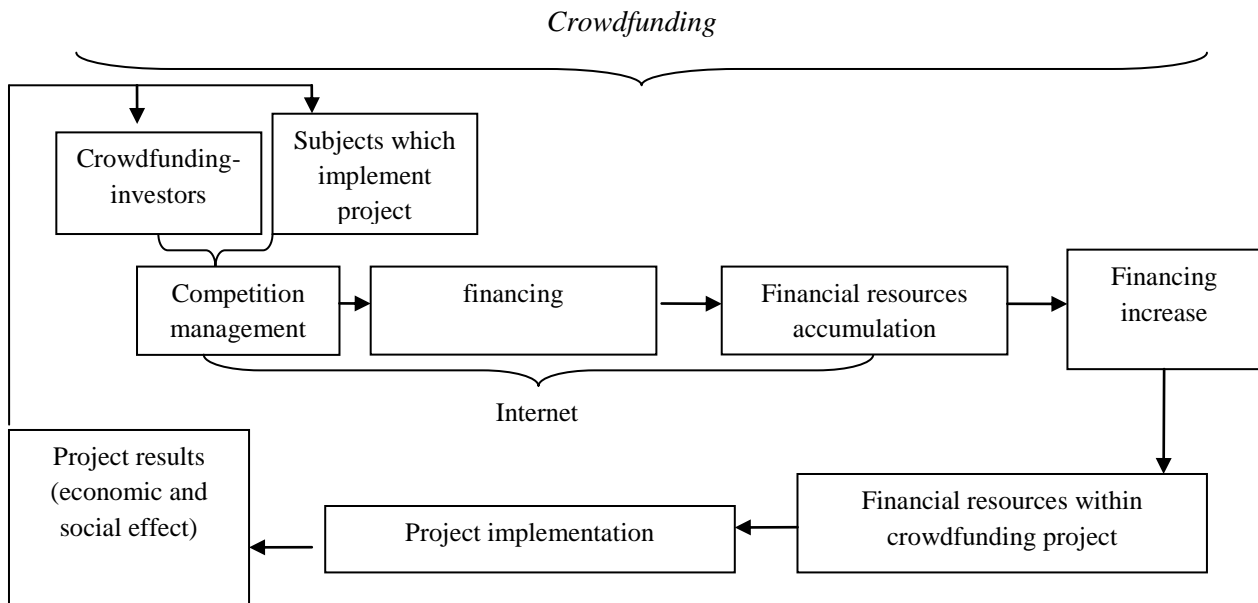 Crowdfunding
Crowdfunding-
investors
Subjects which
implement
project
Competition
management
financing
Financial resources
accumulation
Financing
increase
Internet
Project results
(economic and
social effect)
Project implementation
Financial resources within
crowdfunding project